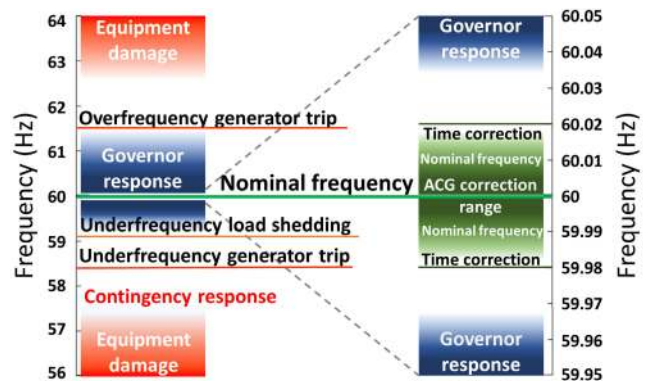 64
63
62
61
60
59
58
57
56
Frequency (Hz)
Equipment
damage
Overfrequency generator trip
Governor
response
Nominal frequency
Underfrequency load shedding
Underfrequency generator trip
Contingency response
Equipment
damage
Governor
response
Time correction
Nominal frequency
ACG correction
range
Nominal frequency
Time correction
Governor
response
60.05
60.04
60.03
60.02
60.01
60
59.99
59.98
59.97
59.96
59.95
Frequency (Hz)